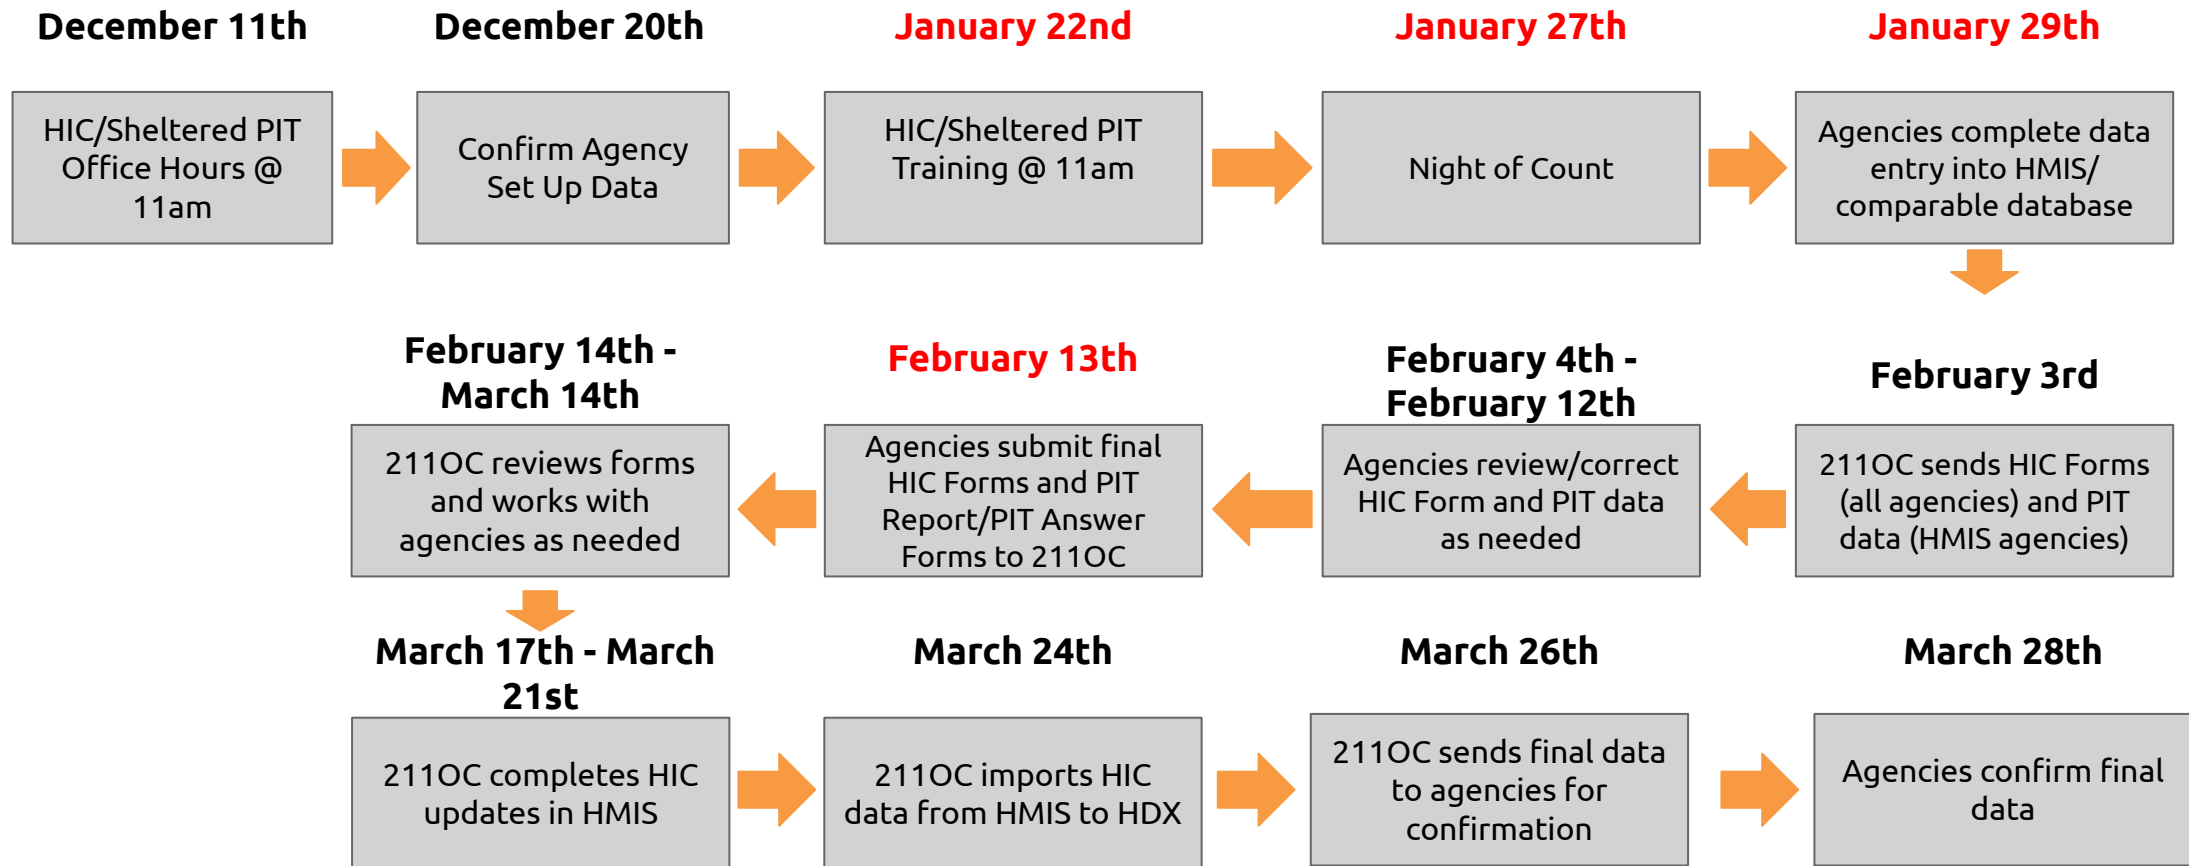 December 11th
HIC/Sheltered PIT
Office Hours @
11am
December 20th
Confirm Agency
Set Up Data
January 22nd
HIC/Sheltered PIT
Training @ 11am
January 27th
Night of Count
January 29th
Agencies complete data
entry into HMIS/
comparable database
February 3rd
211OC sends HIC Forms
(all agencies) and PIT
data (HMIS agencies)
February 4th -
February 12th
Agencies review/correct
HIC Form and PIT data
as needed
February 13th
Agencies submit final
HIC Forms and PIT
Report/PIT Answer
Forms to 211OC
February 14th -
March 14th
211OC reviews forms
and works with
agencies as needed
March 17th - March
21st
211OC completes HIC
updates in HMIS
March 24th
211OC imports HIC
data from HMIS to HDX
March 26th
211OC sends final data
to agencies for
confirmation
March 28th
Agencies confirm final
data